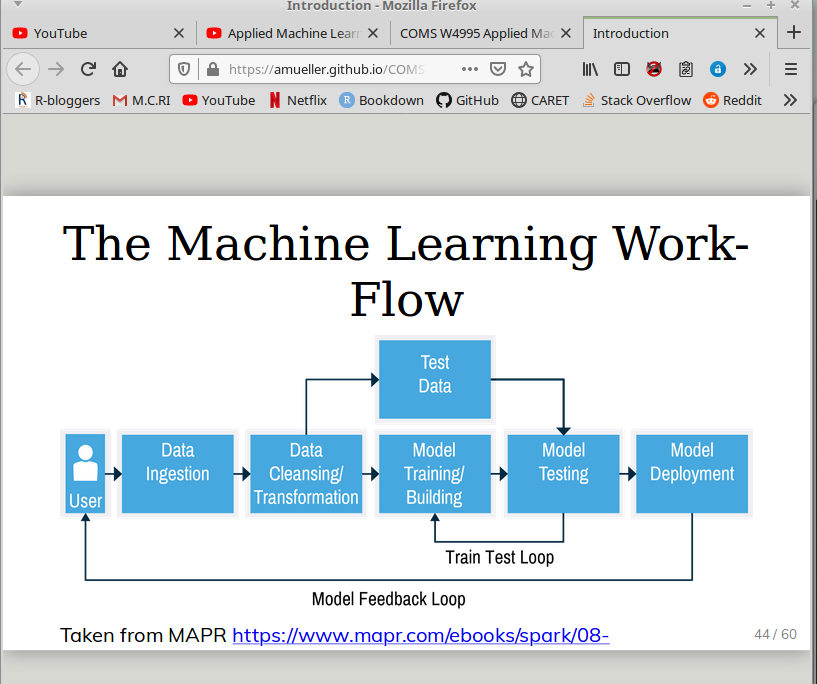 Introduction - Mozilla Firefox
YouTube
Applied Machine Lear
COMS W4995 Applied Mac
Introduction
https://amueller.github.io/COMS
R-bloggers
M.C.RI
YouTube
Netflix
Bookdown
GitHub
CARET
Stack Overflow
Reddit
The Machine Learning Work-
Flow
Test
Data
User
Data
Ingestion
Data
Cleansing/
Transformation
Model
Training/
Building
Model
Testing
Model
Deployment
Train Test Loop
Model Feedback Loop
Taken from MAPR https://www.mapr.com/ebooks/spark/08-
44 / 60